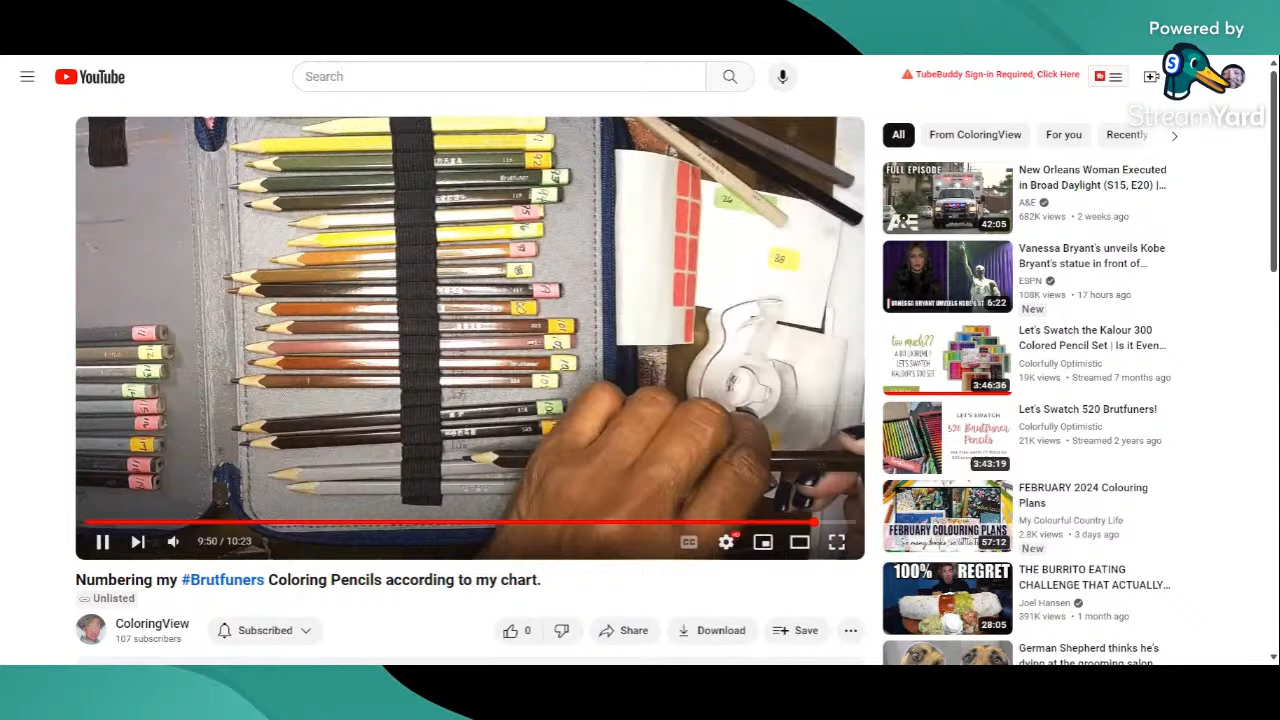 Powered by
StreamYard
YouTube
Search
TubeBuddy Sign-in Required, Click Here
9:50 / 10:23
Numbering my #Brutfuners Coloring Pencils according to my chart.
Unlisted
ColoringView
107 subscribers
Subscribed
0
Share
Download
Save
All
From ColoringView
For you
Recently
FULL EPISODE
A&E
42:05
New Orleans Woman Executed
in Broad Daylight (S15, E20) |...
A&E
682K views • 2 weeks ago
6:22
Vanessa Bryant's unveils Kobe
Bryant's statue in front of...
ESPN
108K views • 17 hours ago
New
too much??
LET'S SWATCH
3:46:36
Let's Swatch the Kalour 300
Colored Pencil Set | Is it Even...
Colorfully Optimistic
19K views • Streamed 7 months ago
LET'S SWATCH
520 Brutfuner
Pencils
3:43:19
Let's Swatch 520 Brutfuners!
Colorfully Optimistic
21K views • Streamed 2 years ago
FEBRUARY COLOURING
PLANS
57:12
FEBRUARY 2024 Colouring
Plans
My Colourful Country Life
2.8K views • 3 days ago
New
100% REGRET
28:05
THE BURRITO EATING
CHALLENGE THAT ACTUALLY...
Joel Hansen
391K views • 1 month ago
German Shepherd thinks he's
dying at the grooming salon